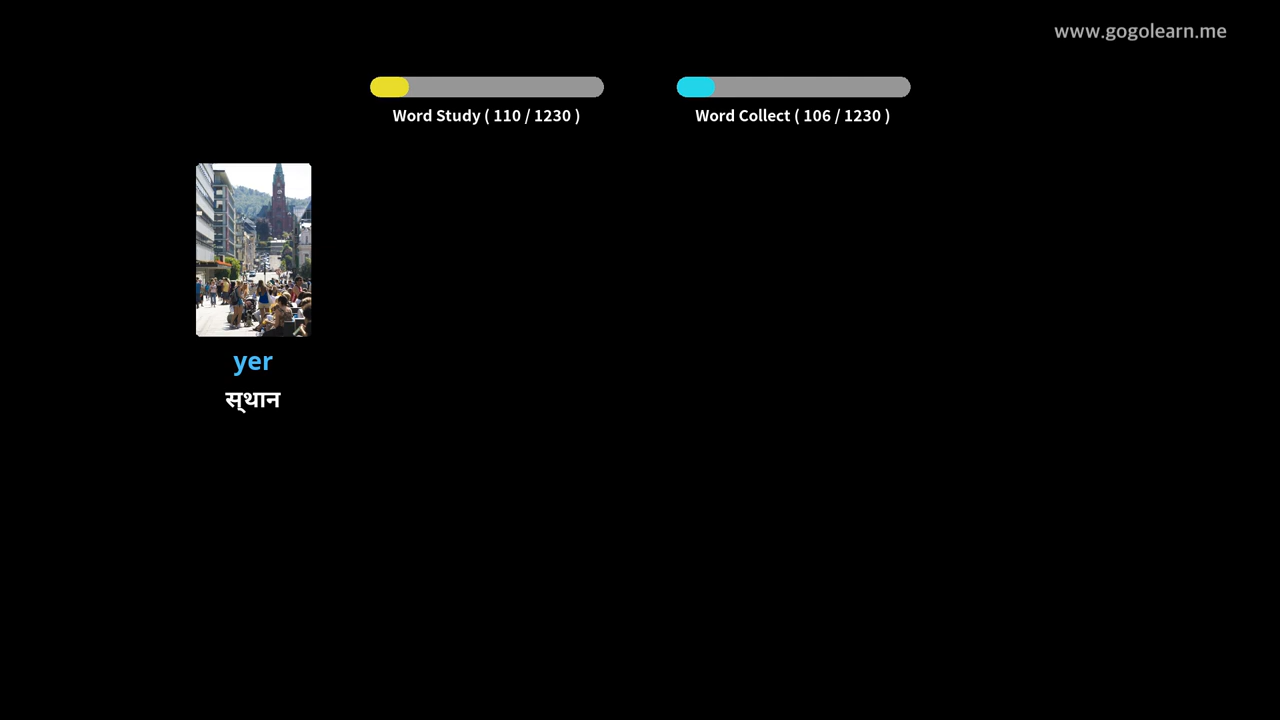 www.gogolearn.me
Word Study ( 110 / 1230 )
Word Collect ( 106 / 1230 )
yer
स्थान